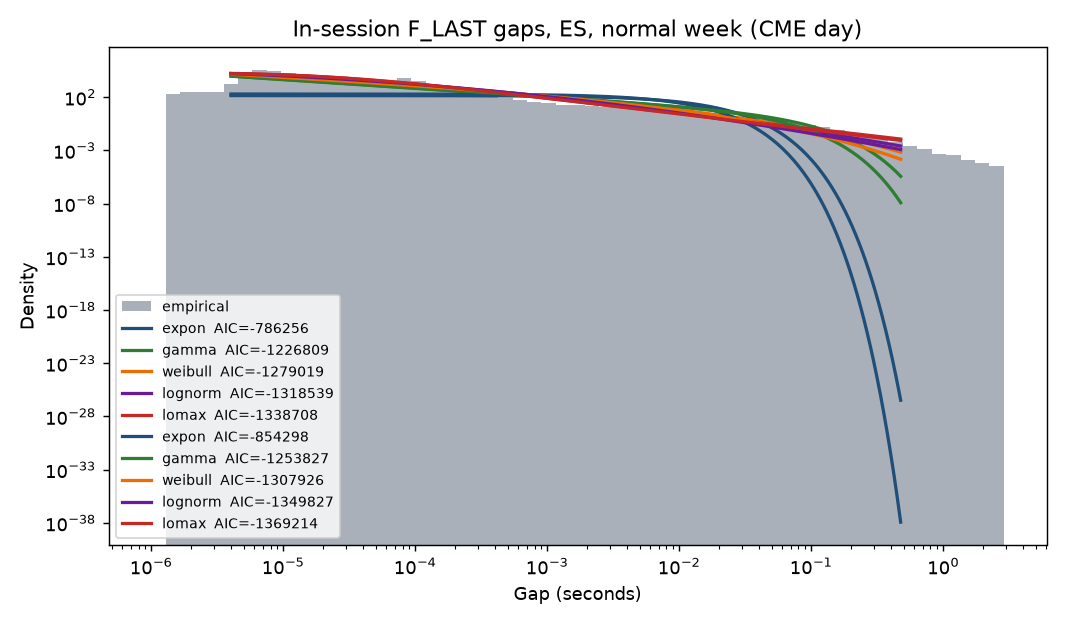 In-session F_LAST gaps, ES, normal week (CME day)
Density
10^2
10^-3
10^-8
10^-13
10^-18
10^-23
10^-28
10^-33
10^-38
empirical
expon AIC=-786256
gamma AIC=-1226809
weibull AIC=-1279019
lognorm AIC=-1318539
lomax AIC=-1338708
expon AIC=-854298
gamma AIC=-1253827
weibull AIC=-1307926
lognorm AIC=-1349827
lomax AIC=-1369214
10^-6 10^-5 10^-4 10^-3 10^-2 10^-1 10^0
Gap (seconds)